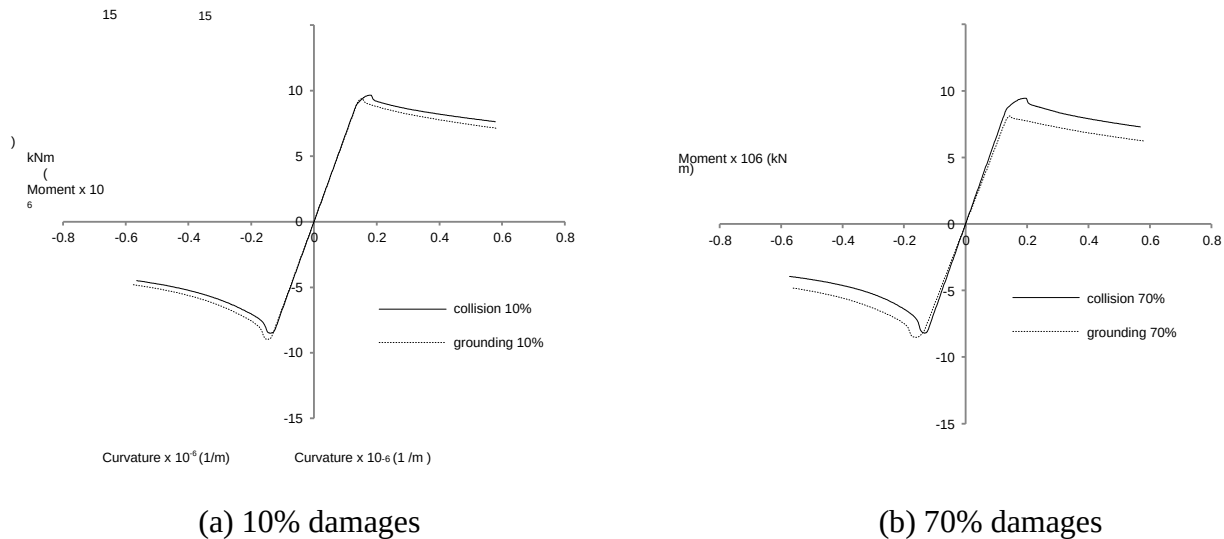 15 15
10
5
0
-0.8 -0.6 -0.4 -0.2 0 0.2 0.4 0.6 0.8
-5
-10
-15
)
kNm
(
Moment x 10
6
collision 10%
grounding 10%
Curvature x 10-6 (1/m) Curvature x 10-6 (1 /m )
(a) 10% damages
15
10
5
0
-0.8 -0.6 -0.4 -0.2 0 0.2 0.4 0.6 0.8
-5
-10
-15
Moment x 106 (kN
m)
collision 70%
grounding 70%
(b) 70% damages